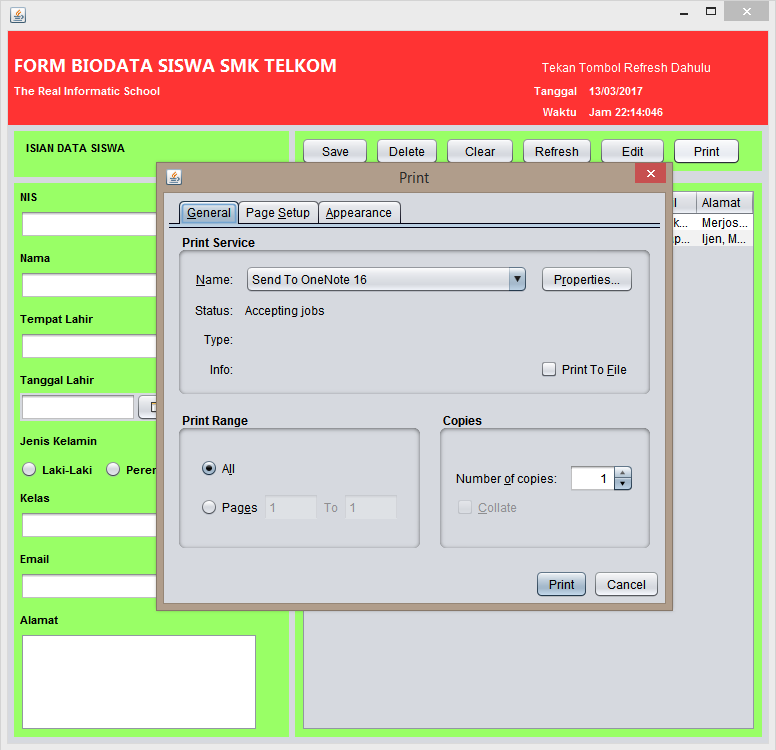 FORM BIODATA SISWA SMK TELKOM
The Real Informatic School
Tekan Tombol Refresh Dahulu
Tanggal 13/03/2017
Waktu Jam 22:14:046
ISIAN DATA SISWA
Save Delete Clear Refresh Edit Print
NIS
Nama
Tempat Lahir
Tanggal Lahir
Jenis Kelamin
Laki-Laki
Kelas
Email
Alamat
l Alamat
k... Merjos...
p... Ijen, M...
Print
General Page Setup Appearance
Print Service
Name: Send To OneNote 16 Properties...
Status: Accepting jobs
Type:
Info: Print To File
Print Range
All
Pages 1 To 1
Copies
Number of copies: 1
Collate
Print Cancel